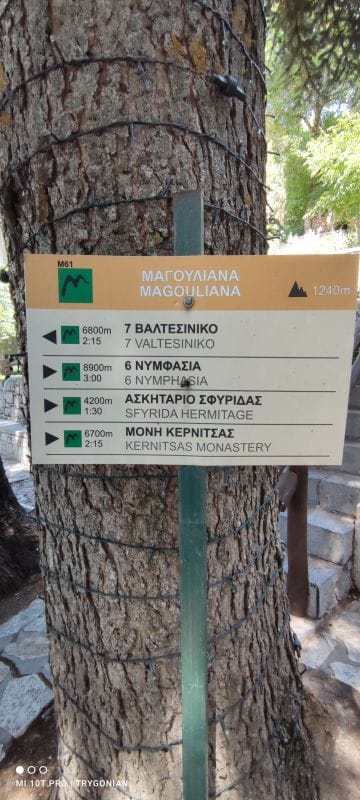 M61
ΜΑΓΟΥΛΙΑΝΑ
MAGOULIANA
1240m
6800m
2:15
7 ΒΑΛΤΕΣΙΝΙΚΟ
7 VALTESINIKO
8900m
3:00
6 ΝΥΜΦΑΣΙΑ
6 NYMPHASIA
4200m
1:30
ΑΣΚΗΤΑΡΙΟ ΣΦΥΡΙΔΑΣ
SFYRIDA HERMITAGE
6700m
2:15
ΜΟΝΗ ΚΕΡΝΙΤΣΑΣ
KERNITSAS MONASTERY
MI 10T PRO | TRYGONIAN